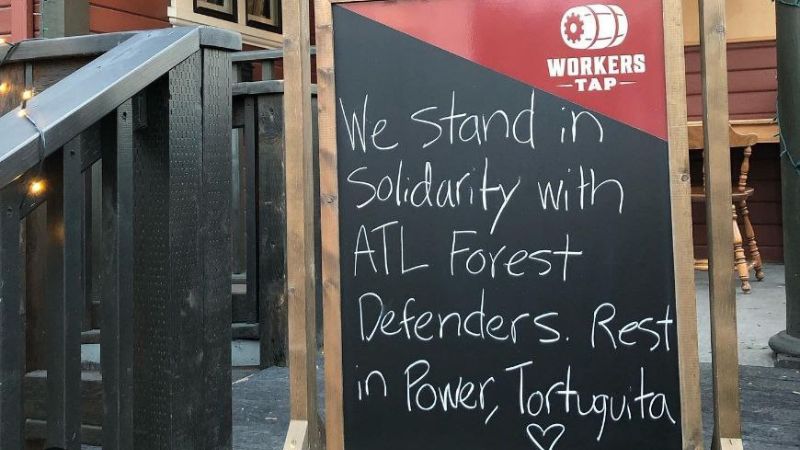 WORKERS
TAP
We stand in
Solidarity with
ATL Forest
Defenders. Rest
in Power, Tortuguita